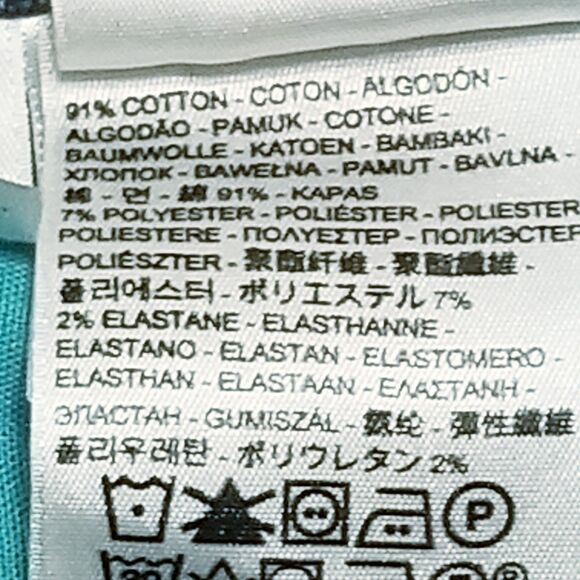 91% COTTON - COTON - ALGODÓN -
ALGODÃO - PAMUK - COTONE -
BAUMWOLLE - KATOEN - BAMBAKI -
ХЛОПОК - BAWEŁNA - PAMUT - BAVLNA -
棉 - 면 - 綿 91% - KAPAS
7% POLYESTER - POLIÉSTER - POLIESTER
POLIESTERE - ΠΟΛΥΕΣΤΕΡ - ПОЛИЭСТЕР
POLIÉSZTER - 聚酯纤维 - 聚酯纖維 -
폴리에스터 - ポリエステル 7%
2% ELASTANE - ÉLASTHANNE -
ELASTANO - ELASTAN - ELASTOMERO -
ELASTHAN - ELASTAAN - ΕΛΑΣΤΑΝΗ -
ЭЛАСТАН - GUMISZÁL - 氨纶 - 彈性纖維
폴리우레탄 - ポリウレタン 2%
P